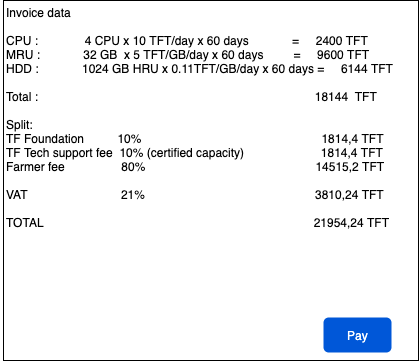 Invoice data
CPU : 4 CPU x 10 TFT/day x 60 days = 2400 TFT
MRU : 32 GB x 5 TFT/GB/day x 60 days = 9600 TFT
HDD : 1024 GB HRU x 0.11TFT/GB/day x 60 days = 6144 TFT
Total : 18144 TFT
Split:
TF Foundation 10% 1814,4 TFT
TF Tech support fee 10% (certified capacity) 1814,4 TFT
Farmer fee 80% 14515,2 TFT
VAT 21% 3810,24 TFT
TOTAL 21954,24 TFT
Pay